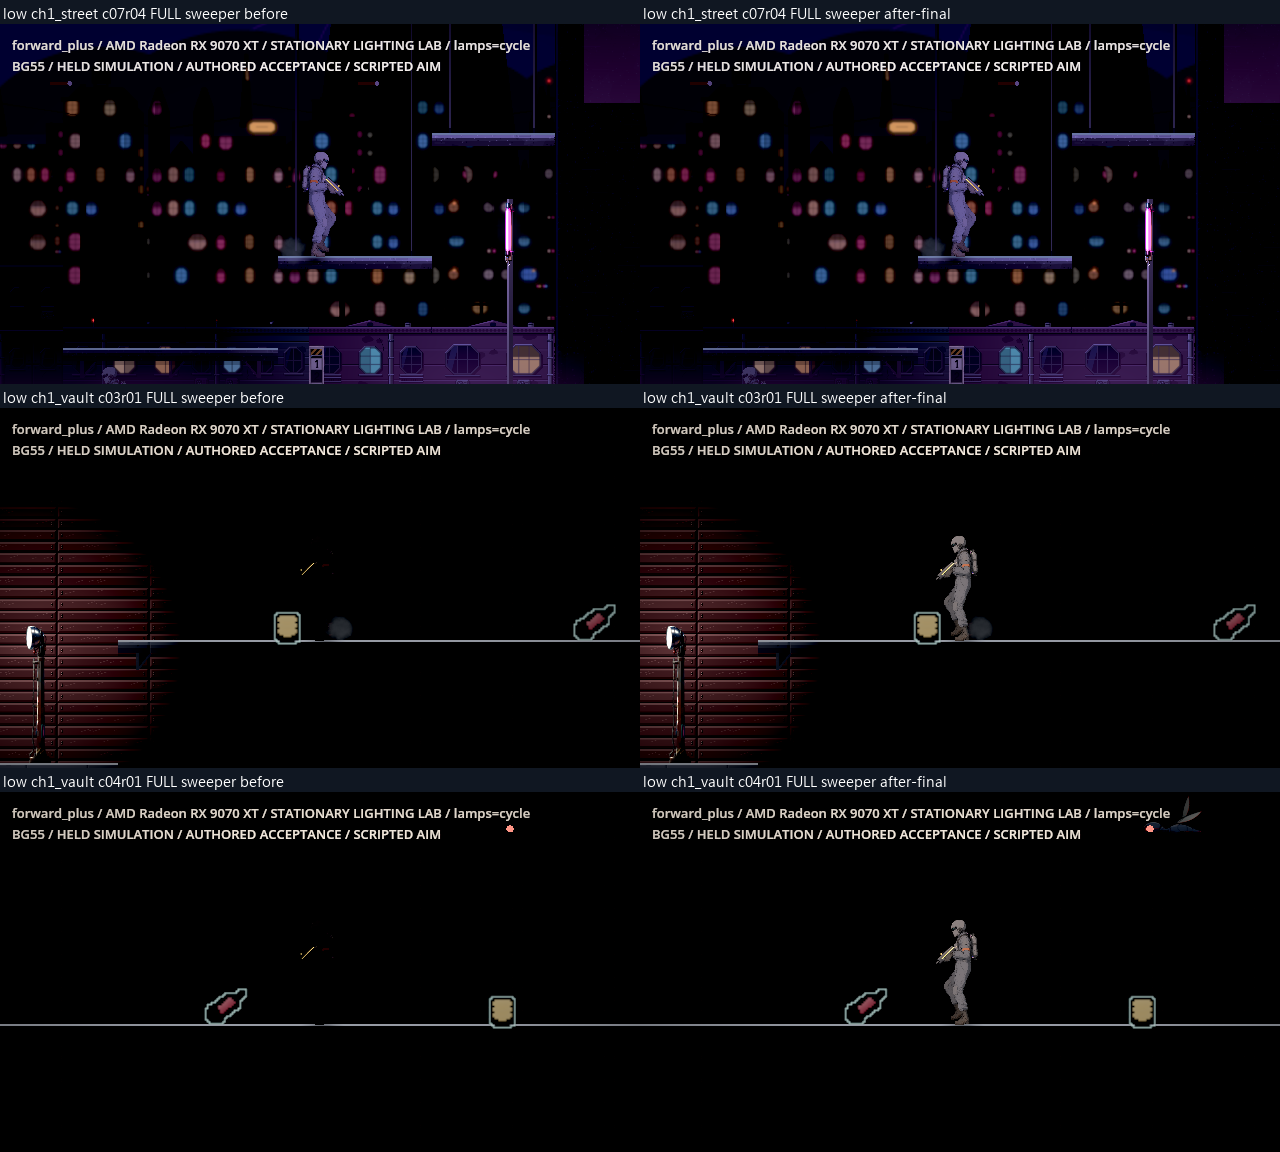 low ch1_street c07r04 FULL sweeper before
low ch1_street c07r04 FULL sweeper after-final
forward_plus / AMD Radeon RX 9070 XT / STATIONARY LIGHTING LAB / lamps=cycle
BG55 / HELD SIMULATION / AUTHORED ACCEPTANCE / SCRIPTED AIM
forward_plus / AMD Radeon RX 9070 XT / STATIONARY LIGHTING LAB / lamps=cycle
BG55 / HELD SIMULATION / AUTHORED ACCEPTANCE / SCRIPTED AIM
1
1
low ch1_vault c03r01 FULL sweeper before
low ch1_vault c03r01 FULL sweeper after-final
forward_plus / AMD Radeon RX 9070 XT / STATIONARY LIGHTING LAB / lamps=cycle
BG55 / HELD SIMULATION / AUTHORED ACCEPTANCE / SCRIPTED AIM
forward_plus / AMD Radeon RX 9070 XT / STATIONARY LIGHTING LAB / lamps=cycle
BG55 / HELD SIMULATION / AUTHORED ACCEPTANCE / SCRIPTED AIM
low ch1_vault c04r01 FULL sweeper before
low ch1_vault c04r01 FULL sweeper after-final
forward_plus / AMD Radeon RX 9070 XT / STATIONARY LIGHTING LAB / lamps=cycle
BG55 / HELD SIMULATION / AUTHORED ACCEPTANCE / SCRIPTED AIM
forward_plus / AMD Radeon RX 9070 XT / STATIONARY LIGHTING LAB / lamps=cycle
BG55 / HELD SIMULATION / AUTHORED ACCEPTANCE / SCRIPTED AIM